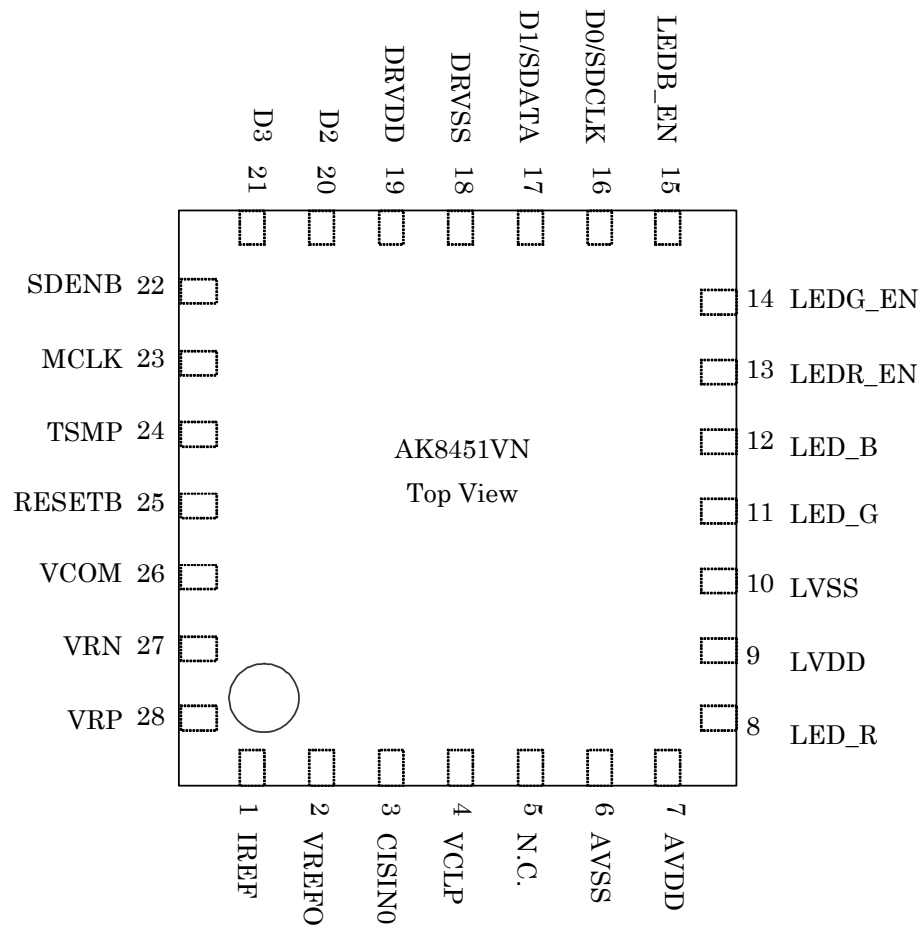 D3 21
D2 20
DRVDD 19
DRVSS 18
D1/SDATA 17
D0/SDCLK 16
LEDB_EN 15
SDENB 22
MCLK 23
TSMP 24
RESETB 25
VCOM 26
VRN 27
VRP 28
AK8451VN
Top View
14 LEDG_EN
13 LEDR_EN
12 LED_B
11 LED_G
10 LVSS
9 LVDD
8 LED_R
1 IREF
2 VREFO
3 CISIN0
4 VCLP
5 N.C.
6 AVSS
7 AVDD